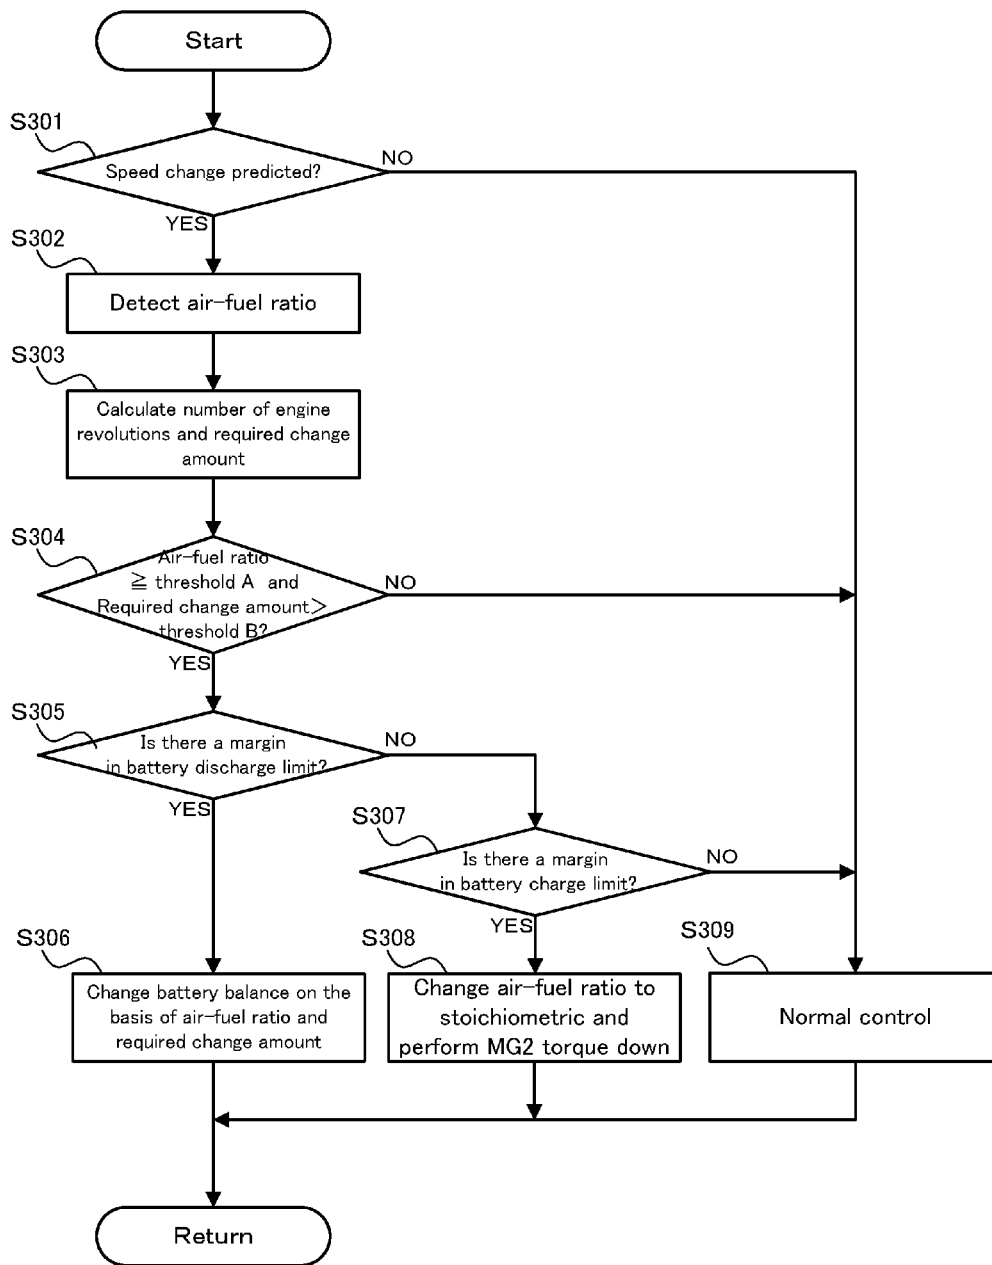 Start
S301
Speed change predicted?
NO
YES
S302
Detect air-fuel ratio
S303
Calculate number of engine
revolutions and required change
amount
S304
Air-fuel ratio
≧ threshold A and
Required change amount>
threshold B?
NO
YES
S305
Is there a margin
in battery discharge limit?
NO
YES
S307
Is there a margin
in battery charge limit?
NO
YES
S306
Change battery balance on the
basis of air-fuel ratio and
required change amount
S308
Change air-fuel ratio to
stoichiometric and
perform MG2 torque down
S309
Normal control
Return